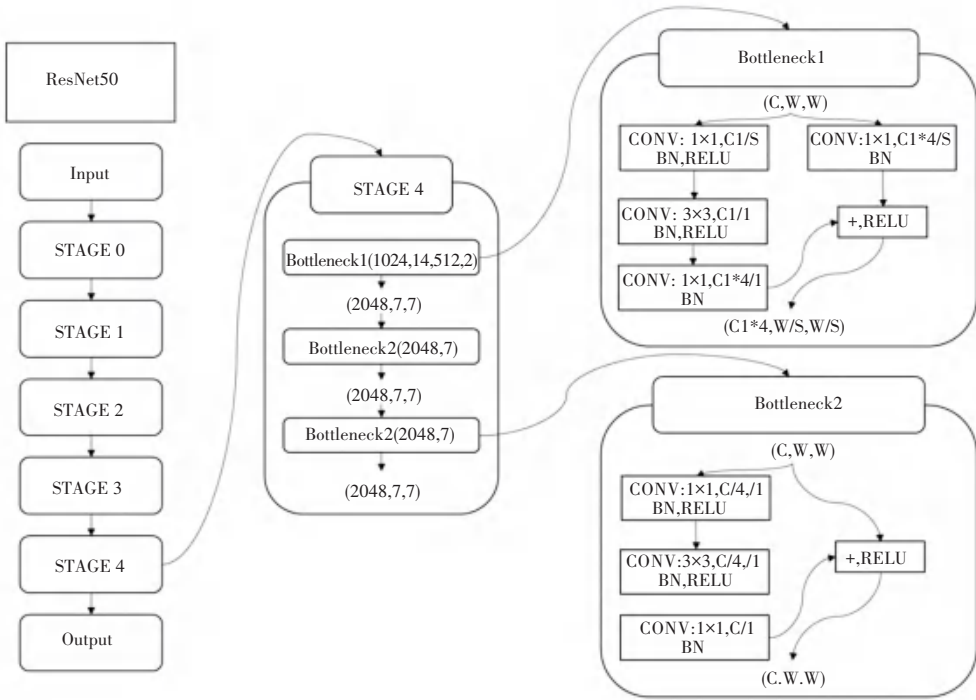 ResNet50
Input
STAGE 0
STAGE 1
STAGE 2
STAGE 3
STAGE 4
Output
STAGE 4
Bottleneck1(1024,14,512,2)
(2048,7,7)
Bottleneck2(2048,7)
(2048,7,7)
Bottleneck2(2048,7)
(2048,7,7)
Bottleneck1
(C,W,W)
CONV: 1×1,C1/S
BN,RELU
CONV: 3×3,C1/1
BN,RELU
CONV: 1×1,C1*4/1
BN
CONV:1×1,C1*4/S
BN
+,RELU
(C1*4,W/S,W/S)
Bottleneck2
(C,W,W)
CONV:1×1,C/4,/1
BN,RELU
CONV:3×3,C/4,/1
BN,RELU
CONV:1×1,C/1
BN
+,RELU
(C.W.W)